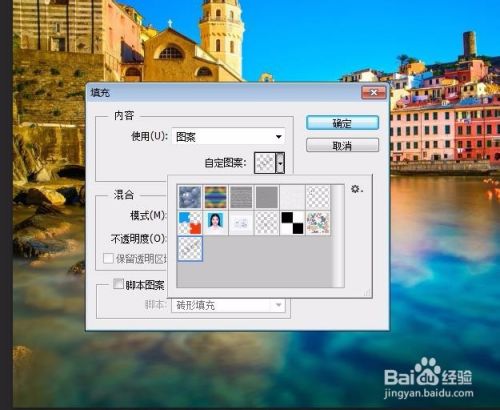 填充
内容
使用(U): 图案
确定
取消
自定图案:
混合
模式(M):
不透明度(O):
保留透明区
脚本图案
脚本: 砖形填充
Baidu经验
jingyan.baidu.com